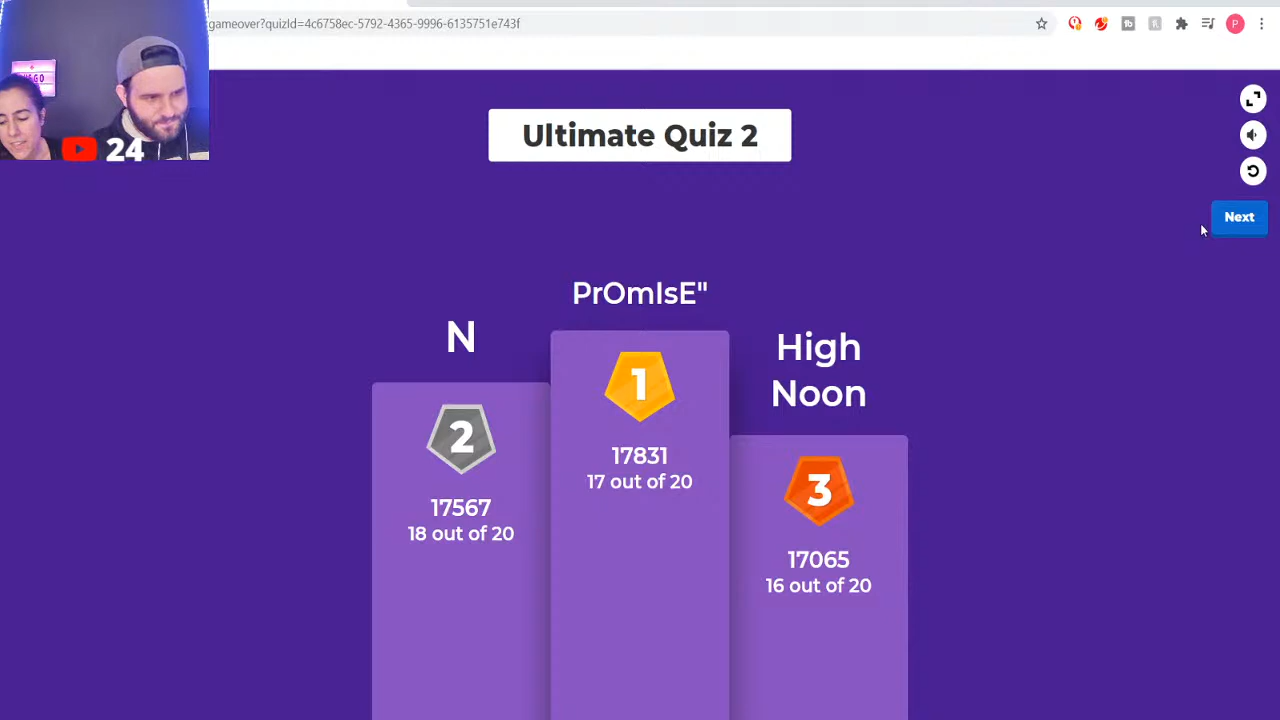 gameover?quizId=4c6758ec-5792-4365-9996-6135751e743f
24
Ultimate Quiz 2
Next
PrOmIsE"
N
High
Noon
1
17831
17 out of 20
2
17567
18 out of 20
3
17065
16 out of 20
P